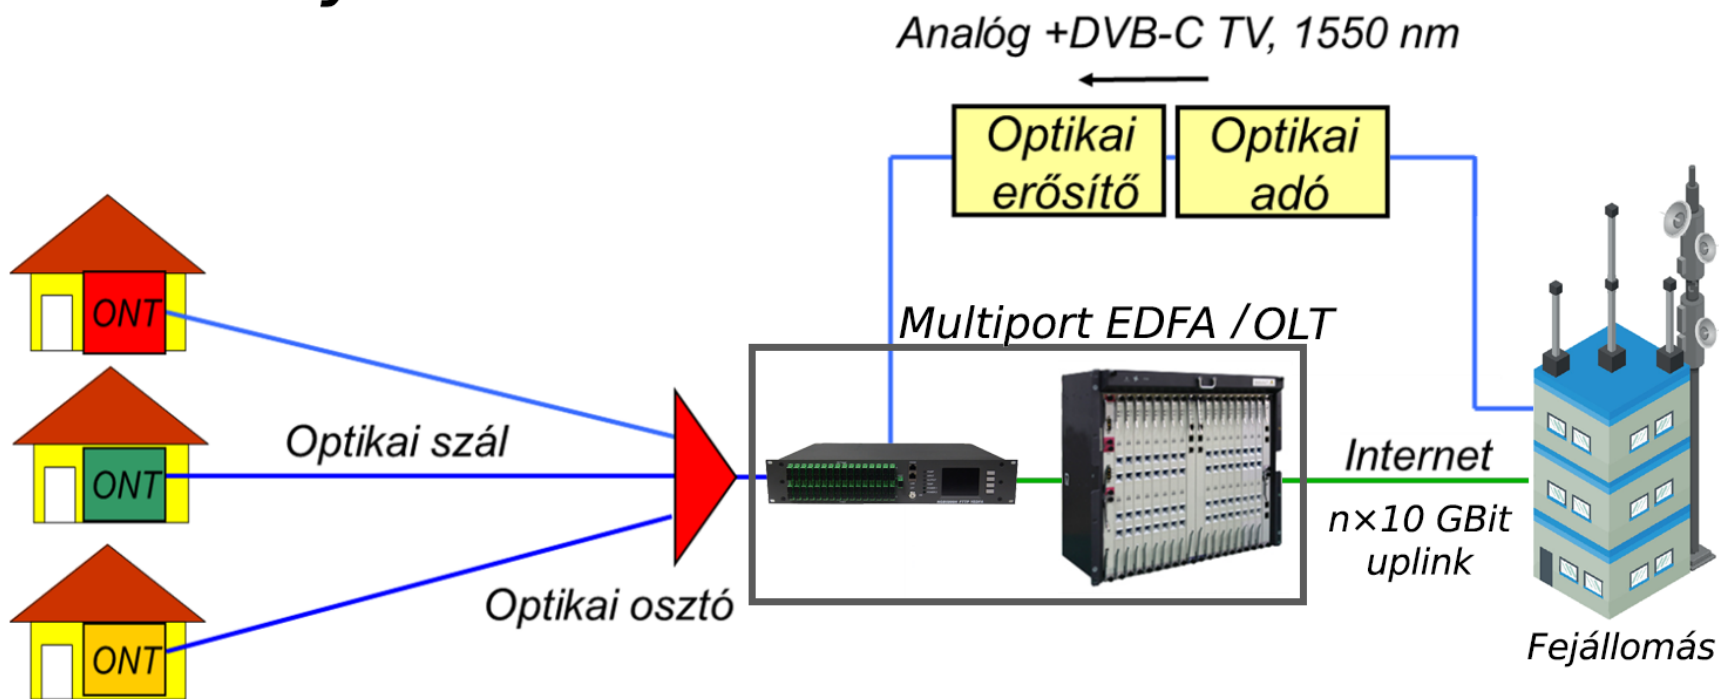 Analóg +DVB-C TV, 1550 nm
Optikai
erősítő
Optikai
adó
Multiport EDFA /OLT
ONT
Optikai szál
ONT
Internet
n×10 GBit
uplink
Optikai osztó
ONT
Fejállomás